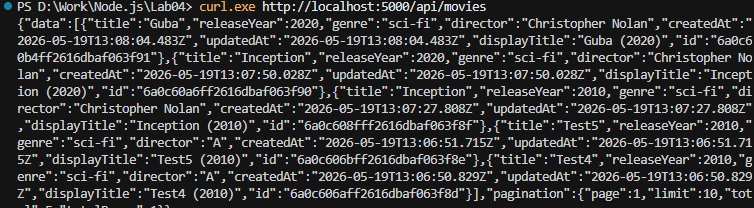 PS D:\Work\Node.js\Lab04> curl.exe http://localhost:5000/api/movies
{"data":[{"title":"Guba","releaseYear":2020,"genre":"sci-fi","director":"Christopher Nolan","createdAt":"
2026-05-19T13:08:04.483Z","updatedAt":"2026-05-19T13:08:04.483Z","displayTitle":"Guba (2020)","id":"6a0c6
0b4ff2616dbaf063f91"},{"title":"Inception","releaseYear":2020,"genre":"sci-fi","director":"Christopher No
lan","createdAt":"2026-05-19T13:07:50.028Z","updatedAt":"2026-05-19T13:07:50.028Z","displayTitle":"Incept
ion (2020)","id":"6a0c60a6ff2616dbaf063f90"},{"title":"Inception","releaseYear":2010,"genre":"sci-fi","di
rector":"Christopher Nolan","createdAt":"2026-05-19T13:07:27.808Z","updatedAt":"2026-05-19T13:07:27.808Z"
,"displayTitle":"Inception (2010)","id":"6a0c608fff2616dbaf063f8f"},{"title":"Test5","releaseYear":2010,"
genre":"sci-fi","director":"A","createdAt":"2026-05-19T13:06:51.715Z","updatedAt":"2026-05-19T13:06:51.71
5Z","displayTitle":"Test5 (2010)","id":"6a0c606bff2616dbaf063f8e"},{"title":"Test4","releaseYear":2010,"g
enre":"sci-fi","director":"A","createdAt":"2026-05-19T13:06:50.829Z","updatedAt":"2026-05-19T13:06:50.829
Z","displayTitle":"Test4 (2010)","id":"6a0c606aff2616dbaf063f8d"}],"pagination":{"page":1,"limit":10,"tot